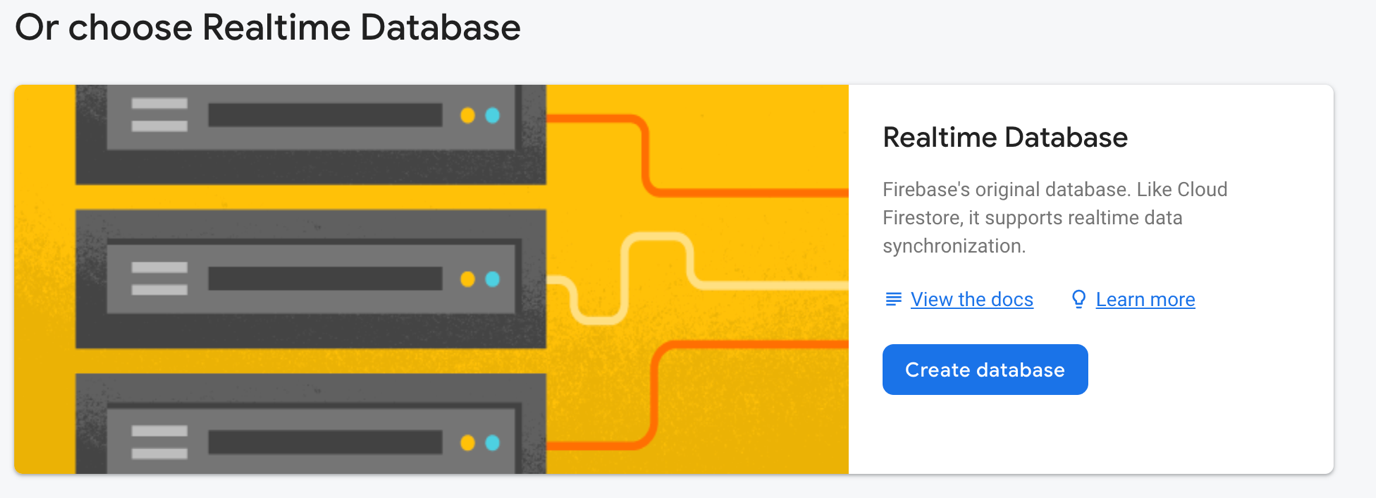 Or choose Realtime Database
Realtime Database
Firebase's original database. Like Cloud
Firestore, it supports realtime data
synchronization.
View the docs
Learn more
Create database